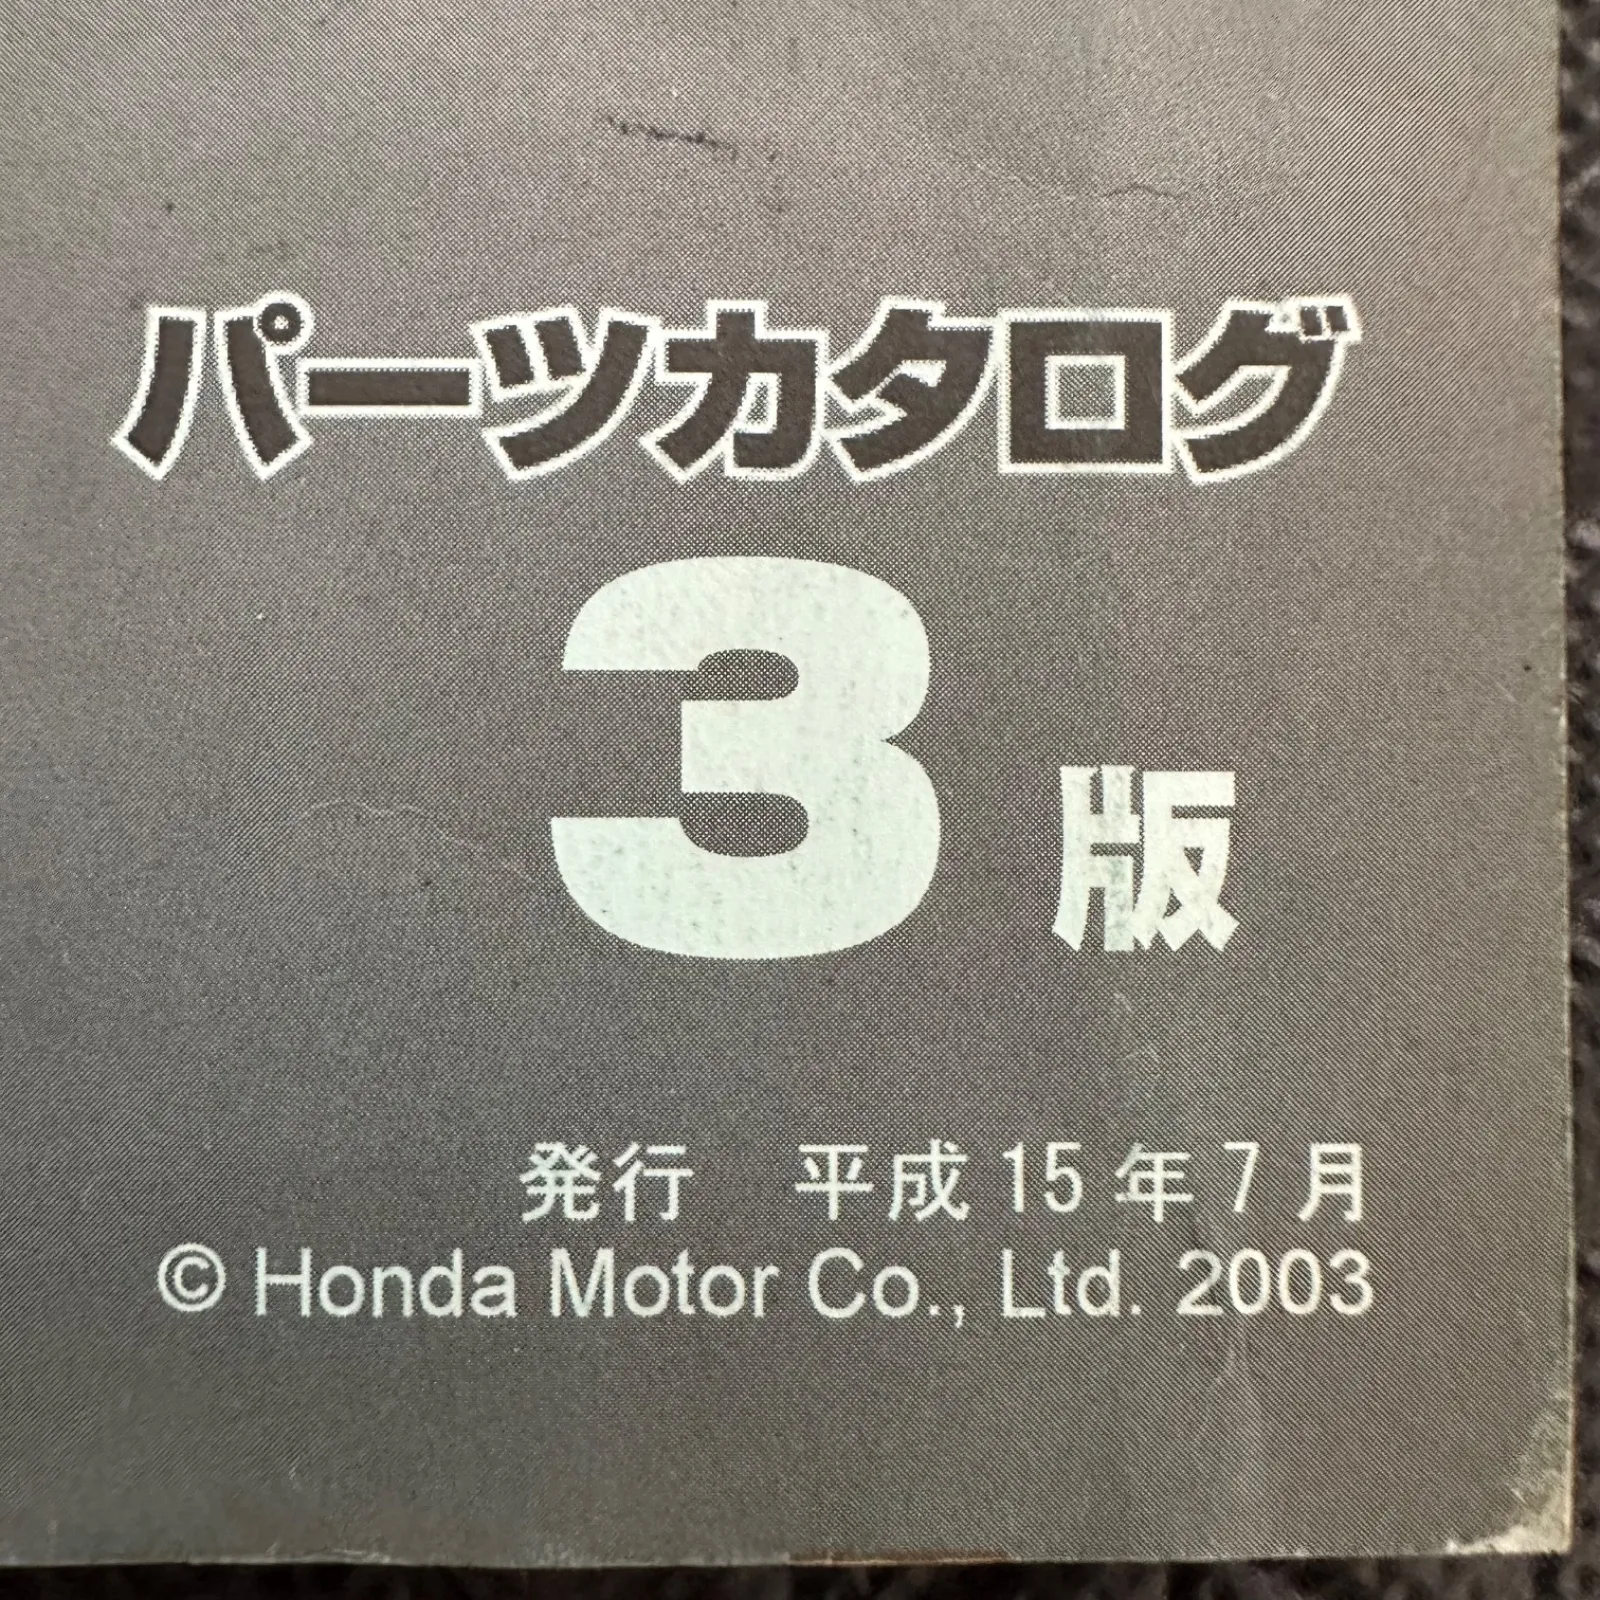 パーツカタログ
3版
発行 平成15年7月
© Honda Motor Co., Ltd. 2003